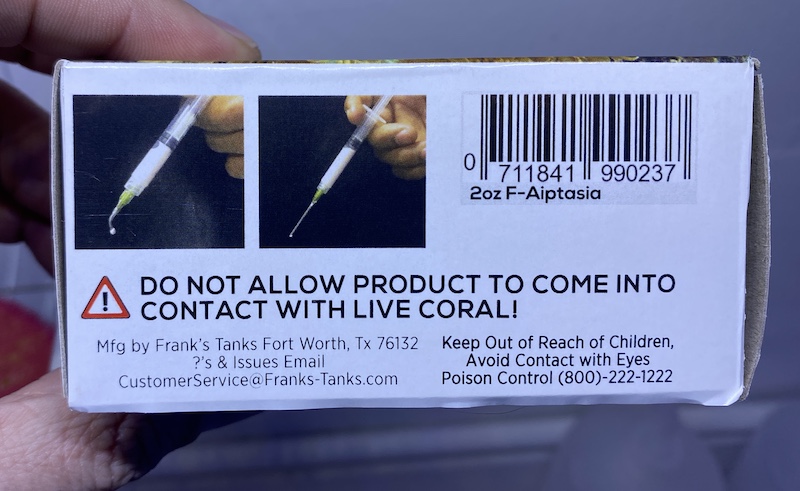 0 711841 990237
2oz F-Aiptasia
DO NOT ALLOW PRODUCT TO COME INTO
CONTACT WITH LIVE CORAL!
Mfg by Frank's Tanks Fort Worth, Tx 76132
?'s & Issues Email
CustomerService@Franks-Tanks.com
Keep Out of Reach of Children,
Avoid Contact with Eyes
Poison Control (800)-222-1222